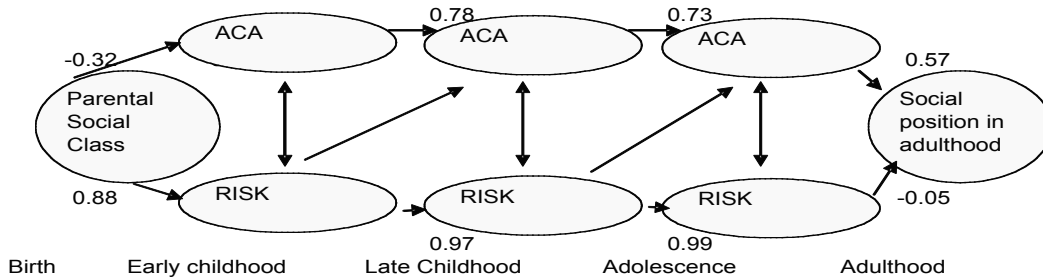 0.78
0.73
ACA
ACA
ACA
-0.32
0.57
Parental
Social
Class
Social
position in
adulthood
RISK
RISK
RISK
0.88
-0.05
0.97
0.99
Birth
Early childhood
Late Childhood
Adolescence
Adulthood